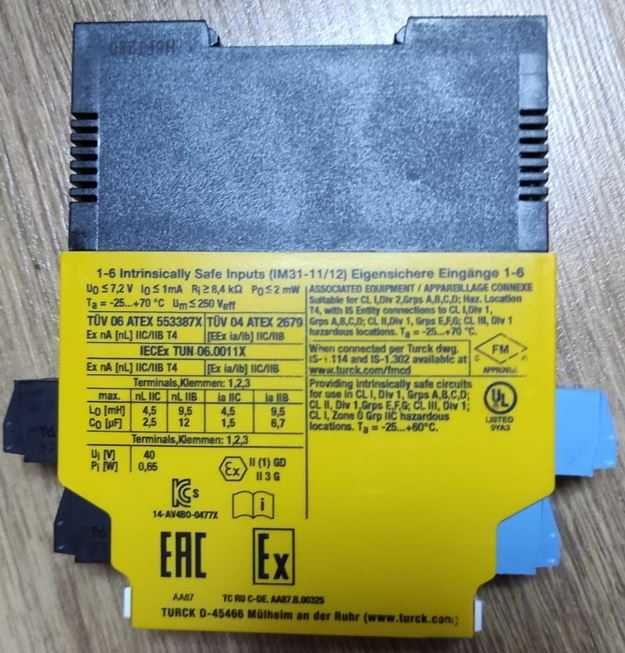 1-6 Intrinsically Safe Inputs (IM31-11/12) Eigensichere Eingänge 1-6
U₀ ≤ 7,2 V I₀ ≤ 1mA Rᵢ ≥ 8,4 kΩ P₀ ≤ 2 mW
Tₐ = -25...+70 °C Uₘ ≤ 250 Vₑff
TÜV 06 ATEX 553387X TÜV 04 ATEX 2679
Ex nA [nL] IIC/IIB T4 [EEx ia/ib] IIC/IIB
IECEx TUN 06.0011X
Ex nA [nL] IIC/IIB T4 [Ex ia/ib] IIC/IIB
Terminals,Klemmen: 1,2,3
max. nL IIC nL IIB ia IIC ia IIB
L₀ [mH] 4,5 9,5 4,5 9,5
C₀ [µF] 2,5 12 1,5 6,7
Terminals,Klemmen: 1,2,3
Uᵢ [V] 40
Pᵢ [W] 0,65
Ex II (1) GD
II 3 G
KCs
14-AV4BO-0477X
i
EAC Ex
AA87 TC RU C-DE. AA87.B.00325
TURCK D-45466 Mülheim an der Ruhr (www.turck.com)
ASSOCIATED EQUIPMENT / APPAREILLAGE CONNEXE
Suitable for CL I,Div 2,Grps A,B,C,D; Haz. Location
T4, with IS Entity connections to CL I,Div 1,
Grps A,B,C,D; CL II,Div 1, Grps E,F,G; CL III, Div 1
hazardous locations. Tₐ = -25...+70 °C.
When connected per Turck dwg.
IS-1.114 and IS-1.302 available at
www.turck.com/fmcd
FM
APPROVED
Providing intrinsically safe circuits
for use in CL I, Div 1, Grps A,B,C,D;
CL II, Div 1,Grps E,F,G; CL III, Div 1;
CL I, Zone 0 Grp IIC hazardous
locations. Tₐ = -25...+60°C.
UL
LISTED
9YA3